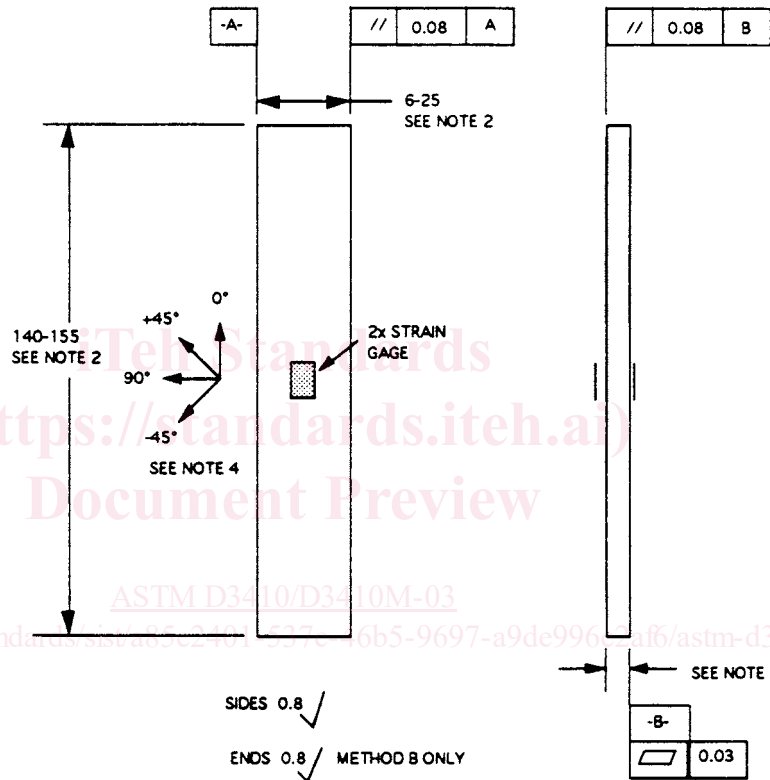 -A-
// 0.08 A
// 0.08 B
6-25
SEE NOTE 2
0°
+45°
90°
-45°
SEE NOTE 4
140-155
SEE NOTE 2
2x STRAIN
GAGE
iTeh Standards
ttps://standards.iteh.ai)
Document Preview
ASTM D3410/D3410M-03
SEE NOTE
SIDES 0.8
ENDS 0.8 METHOD B ONLY
-B-
0.03